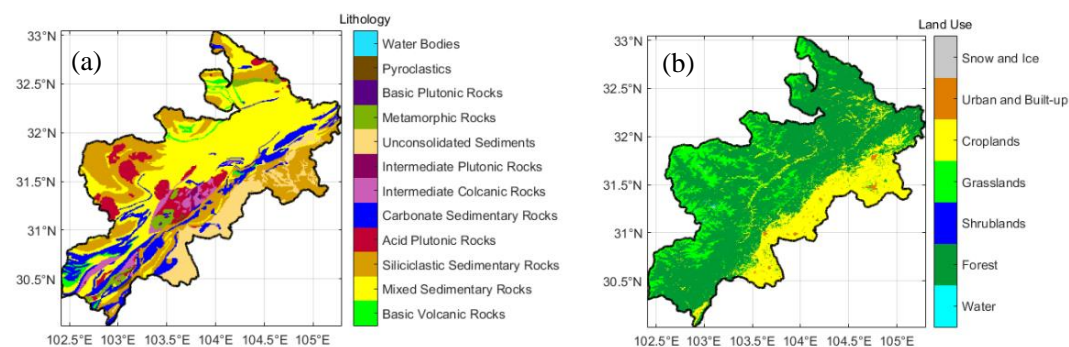 Lithology
(a)
33°N
32.5°N
32°N
31.5°N
31°N
30.5°N
102.5°E 103°E 103.5°E 104°E 104.5°E 105°E
Water Bodies
Pyroclastics
Basic Plutonic Rocks
Metamorphic Rocks
Unconsolidated Sediments
Intermediate Plutonic Rocks
Intermediate Colcanic Rocks
Carbonate Sedimentary Rocks
Acid Plutonic Rocks
Siliciclastic Sedimentary Rocks
Mixed Sedimentary Rocks
Basic Volcanic Rocks
Land Use
(b)
33°N
32.5°N
32°N
31.5°N
31°N
30.5°N
102.5°E 103°E 103.5°E 104°E 104.5°E 105°E
Snow and Ice
Urban and Built-up
Croplands
Grasslands
Shrublands
Forest
Water